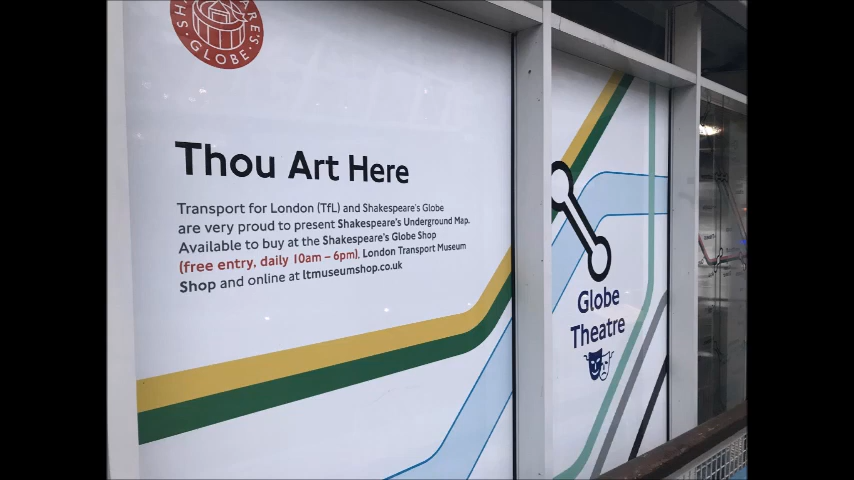 SHAKESPEARE'S · GLOBE ·
Thou Art Here
Transport for London (TfL) and Shakespeare's Globe
are very proud to present Shakespeare's Underground Map.
Available to buy at the Shakespeare's Globe Shop
(free entry, daily 10am – 6pm), London Transport Museum
Shop and online at ltmuseumshop.co.uk
Globe
Theatre